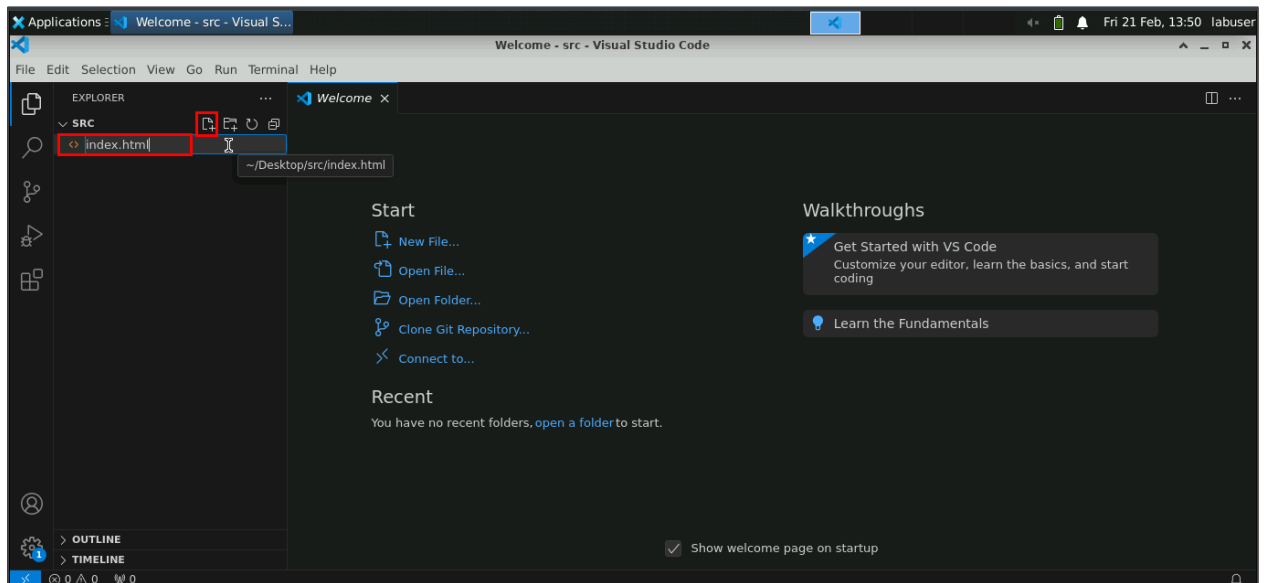 Applications Welcome - src - Visual S... Fri 21 Feb, 13:50 labuser
Welcome - src - Visual Studio Code
File Edit Selection View Go Run Terminal Help
EXPLORER ... Welcome
SRC
index.html
~/Desktop/src/index.html
Start
New File...
Open File...
Open Folder...
Clone Git Repository...
Connect to...
Recent
You have no recent folders, open a folder to start.
Walkthroughs
Get Started with VS Code
Customize your editor, learn the basics, and start
coding
Learn the Fundamentals
Show welcome page on startup
OUTLINE
1
TIMELINE
0 0 0